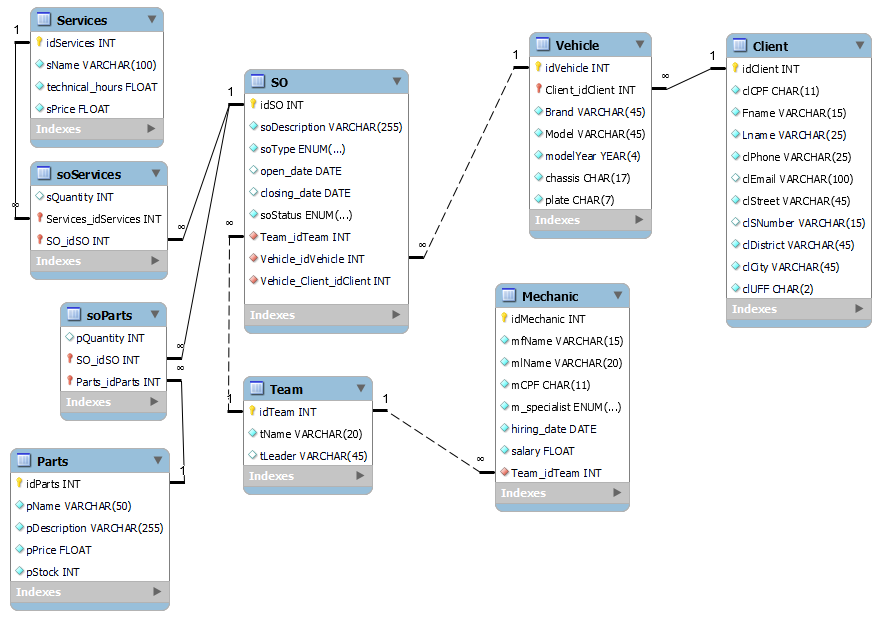 Services
idServices INT
sName VARCHAR(100)
technical_hours FLOAT
sPrice FLOAT
Indexes
soServices
sQuantity INT
Services_idServices INT
SO_idSO INT
Indexes
soParts
pQuantity INT
SO_idSO INT
Parts_idParts INT
Indexes
Parts
idParts INT
pName VARCHAR(50)
pDescription VARCHAR(255)
pPrice FLOAT
pStock INT
Indexes
SO
idSO INT
soDescription VARCHAR(255)
soType ENUM(...)
open_date DATE
closing_date DATE
soStatus ENUM(...)
Team_idTeam INT
Vehicle_idVehicle INT
Vehicle_Client_idClient INT
Indexes
Team
idTeam INT
tName VARCHAR(20)
tLeader VARCHAR(45)
Indexes
Vehicle
idVehicle INT
Client_idClient INT
Brand VARCHAR(45)
Model VARCHAR(45)
modelYear YEAR(4)
chassis CHAR(17)
plate CHAR(7)
Indexes
Mechanic
idMechanic INT
mfName VARCHAR(15)
mlName VARCHAR(20)
mCPF CHAR(11)
m_specialist ENUM(...)
hiring_date DATE
salary FLOAT
Team_idTeam INT
Indexes
Client
idClient INT
clCPF CHAR(11)
Fname VARCHAR(15)
Lname VARCHAR(25)
clPhone VARCHAR(25)
clEmail VARCHAR(100)
clStreet VARCHAR(45)
clSNumber VARCHAR(15)
clDistrict VARCHAR(45)
clCity VARCHAR(45)
clUFF CHAR(2)
Indexes
1
∞
1
∞
∞
∞
1
∞
1
1
∞
1
∞
∞
1